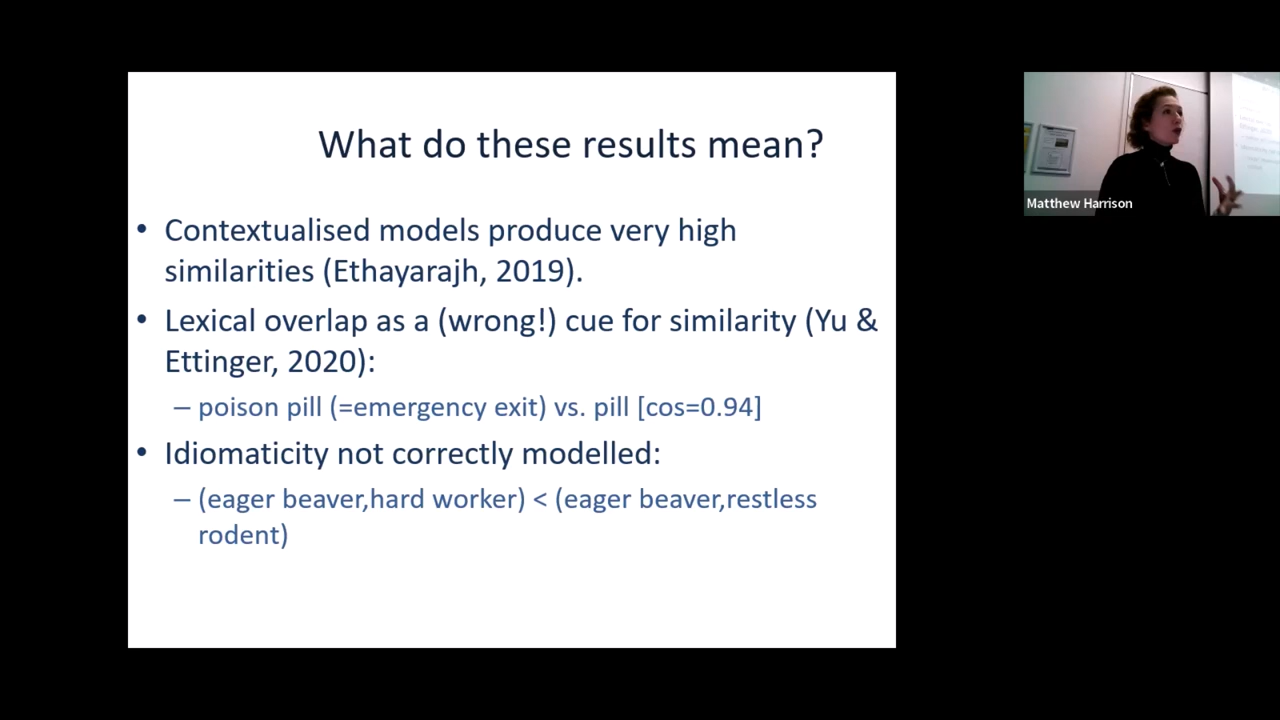 What do these results mean?
• Contextualised models produce very high
similarities (Ethayarajh, 2019).
• Lexical overlap as a (wrong!) cue for similarity (Yu &
Ettinger, 2020):
– poison pill (=emergency exit) vs. pill [cos=0.94]
• Idiomaticity not correctly modelled:
– (eager beaver,hard worker) < (eager beaver,restless
rodent)
Matthew Harrison